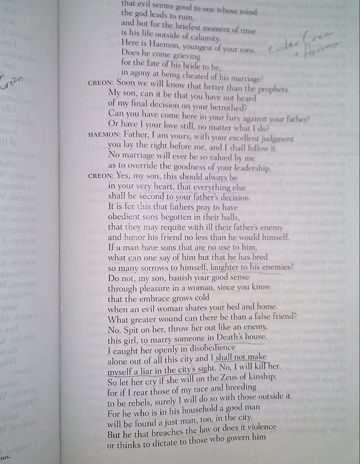 that evil seems good to one whose mind
the god leads to ruin,
and but for the briefest moment of time
is his life outside of calamity.
Here is Haemon, youngest of your sons.
Does he come grieving
for the fate of his bride to be,
in agony at being cheated of his marriage?
CREON: Soon we will know that better than the prophets.
My son, can it be that you have not heard
of my final decision on your betrothed?
Can you have come here in your fury against your father?
Or have I your love still, no matter what I do?
HAEMON: Father, I am yours; with your excellent judgment
you lay the right before me, and I shall follow it.
No marriage will ever be so valued by me
as to override the goodness of your leadership.
CREON: Yes, my son, this should always be
in your very heart, that everything else
shall be second to your father's decision.
It is for this that fathers pray to have
obedient sons begotten in their halls,
that they may requite with ill their father's enemy
and honor his friend no less than he would himself.
If a man have sons that are no use to him,
what can one say of him but that he has bred
so many sorrows to himself, laughter to his enemies?
Do not, my son, banish your good sense
through pleasure in a woman, since you know
that the embrace grows cold
when an evil woman shares your bed and home.
What greater wound can there be than a false friend?
No. Spit on her, throw her out like an enemy,
this girl, to marry someone in Death's house.
I caught her openly in disobedience
alone out of all this city and I shall not make
myself a liar in the city's sight. No, I will kill her.
So let her cry if she will on the Zeus of kinship;
for if I rear those of my race and breeding
to be rebels, surely I will do so with those outside it.
For he who is in his household a good man
will be found a just man, too, in the city.
But he that breaches the law or does it violence
or thinks to dictate to those who govern him